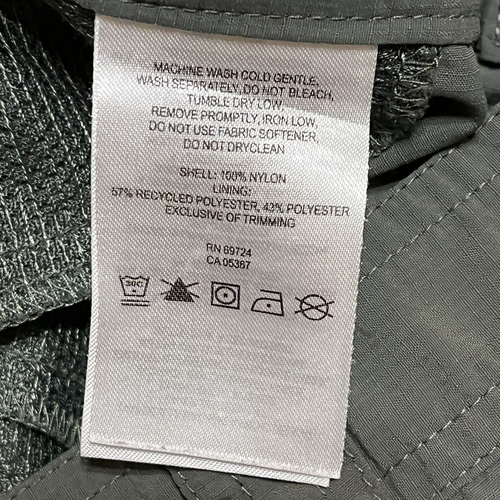 MACHINE WASH COLD GENTLE,
WASH SEPARATELY, DO NOT BLEACH,
TUMBLE DRY LOW,
REMOVE PROMPTLY, IRON LOW,
DO NOT USE FABRIC SOFTENER,
DO NOT DRYCLEAN
SHELL: 100% NYLON
LINING:
57% RECYCLED POLYESTER, 43% POLYESTER
EXCLUSIVE OF TRIMMING
RN 69724
CA 05367
30C